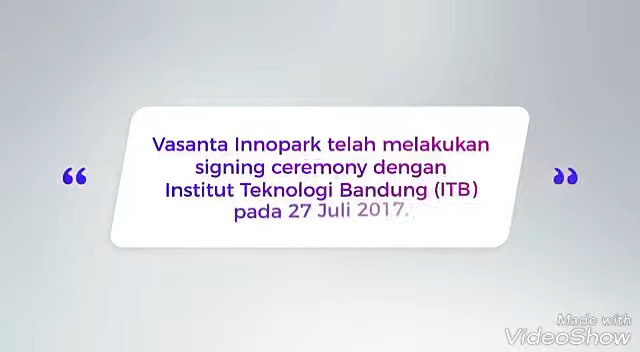 Vasanta Innopark telah melakukan
signing ceremony dengan
Institut Teknologi Bandung (ITB)
pada 27 Juli 2017.
“ ”
Made with
VideoShow